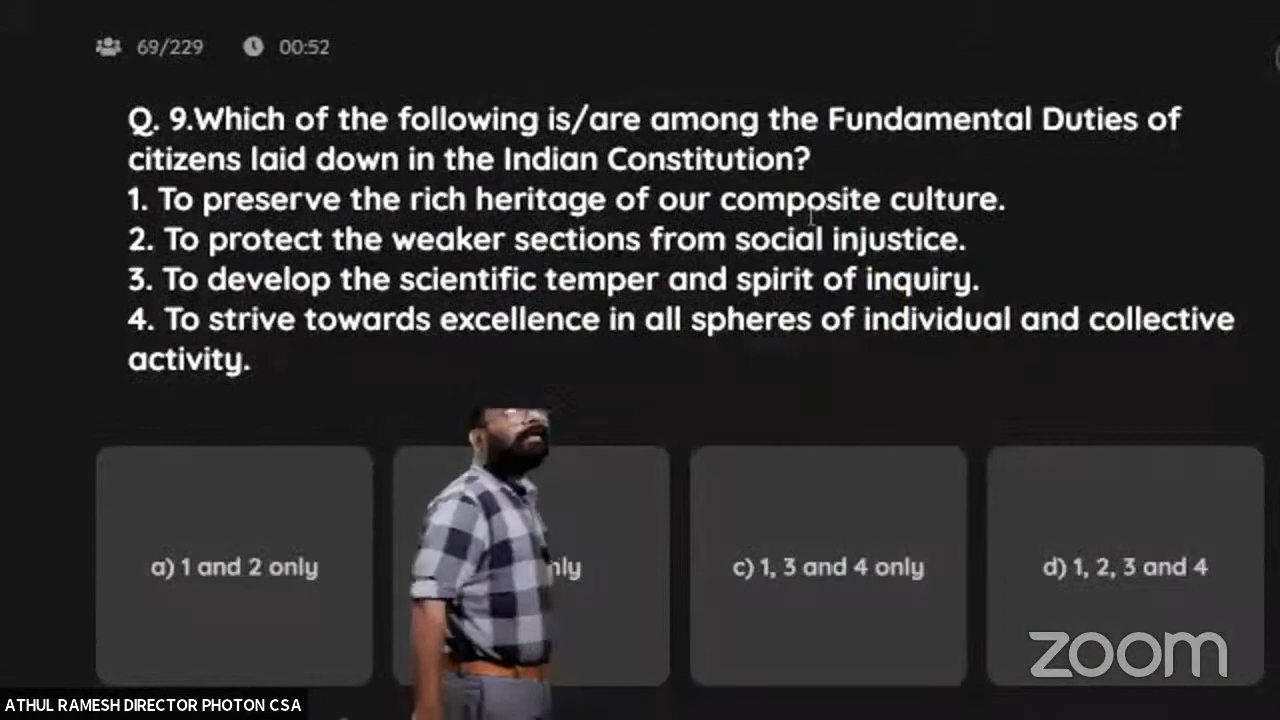 69/229 00:52
Q. 9.Which of the following is/are among the Fundamental Duties of
citizens laid down in the Indian Constitution?
1. To preserve the rich heritage of our composite culture.
2. To protect the weaker sections from social injustice.
3. To develop the scientific temper and spirit of inquiry.
4. To strive towards excellence in all spheres of individual and collective
activity.
a) 1 and 2 only
c) 1, 3 and 4 only
d) 1, 2, 3 and 4
zoom
ATHUL RAMESH DIRECTOR PHOTON CSA